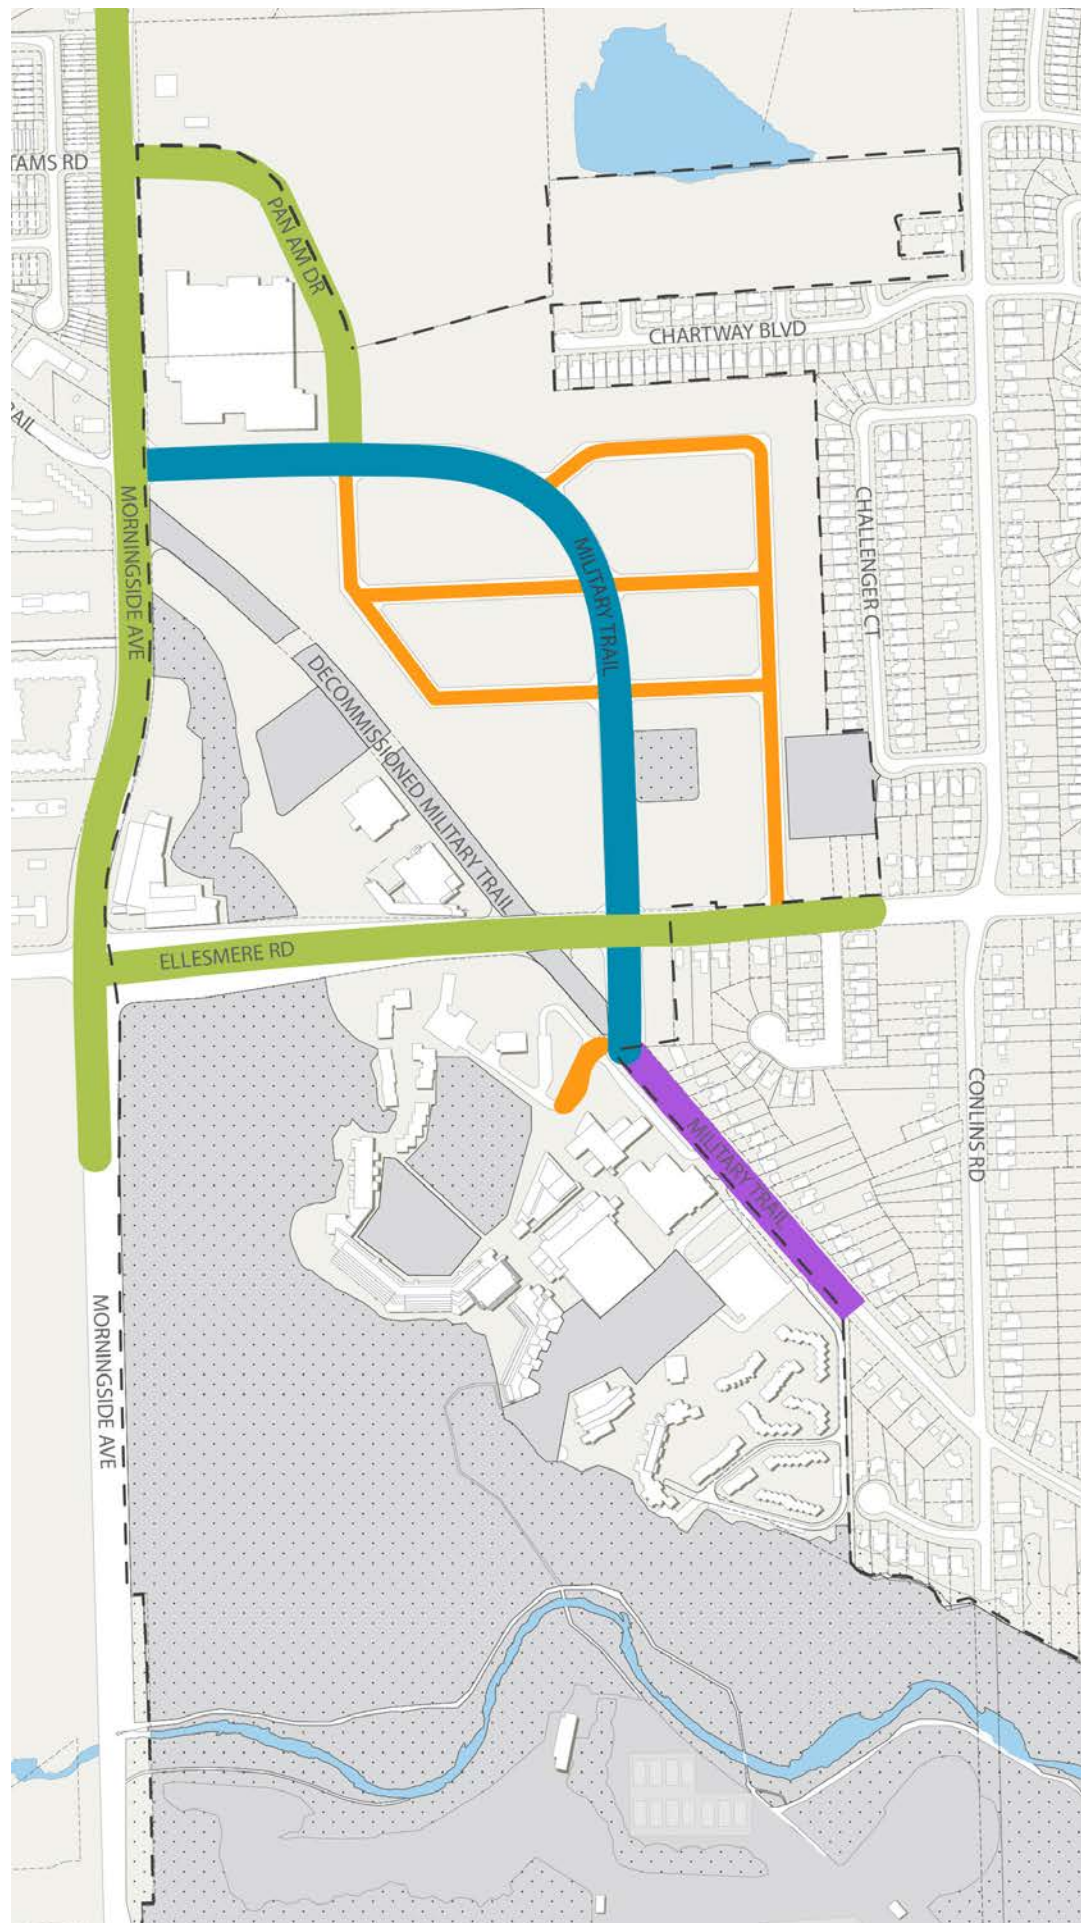 TAMS RD
PAN AM DR
CHARTWAY BLVD
RAIL
MORNINGSIDE AVE
CHALLENGER CT
MILITARY TRAIL
DECOMMISSIONED MILITARY TRAIL
ELLESMERE RD
CONLINS RD
MILITARY TRAIL
MORNINGSIDE AVE